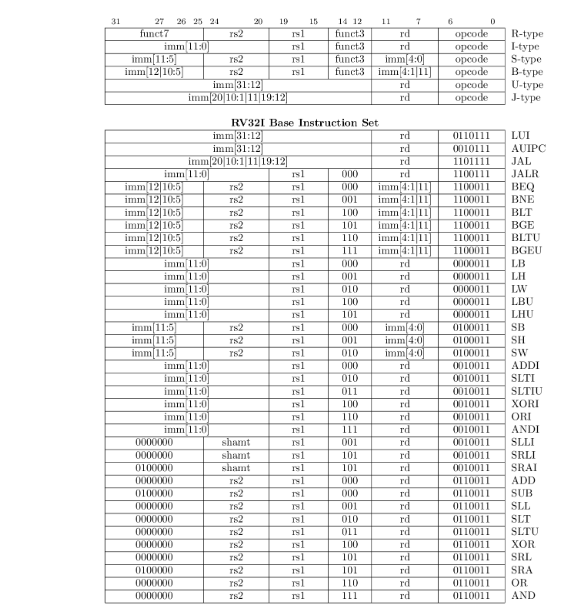 31 27 26 25 24 20 19 15 14 12 11 7 6 0
funct7 rs2 rs1 funct3 rd opcode R-type
imm[11:0] rs1 funct3 rd opcode I-type
imm[11:5] rs2 rs1 funct3 imm[4:0] opcode S-type
imm[12|10:5] rs2 rs1 funct3 imm[4:1|11] opcode B-type
imm[31:12] rd opcode U-type
imm[20|10:1|11|19:12] rd opcode J-type
RV32I Base Instruction Set
imm[31:12] rd 0110111 LUI
imm[31:12] rd 0010111 AUIPC
imm[20|10:1|11|19:12] rd 1101111 JAL
imm[11:0] rs1 000 rd 1100111 JALR
imm[12|10:5] rs2 rs1 000 imm[4:1|11] 1100011 BEQ
imm[12|10:5] rs2 rs1 001 imm[4:1|11] 1100011 BNE
imm[12|10:5] rs2 rs1 100 imm[4:1|11] 1100011 BLT
imm[12|10:5] rs2 rs1 101 imm[4:1|11] 1100011 BGE
imm[12|10:5] rs2 rs1 110 imm[4:1|11] 1100011 BLTU
imm[12|10:5] rs2 rs1 111 imm[4:1|11] 1100011 BGEU
imm[11:0] rs1 000 rd 0000011 LB
imm[11:0] rs1 001 rd 0000011 LH
imm[11:0] rs1 010 rd 0000011 LW
imm[11:0] rs1 100 rd 0000011 LBU
imm[11:0] rs1 101 rd 0000011 LHU
imm[11:5] rs2 rs1 000 imm[4:0] 0100011 SB
imm[11:5] rs2 rs1 001 imm[4:0] 0100011 SH
imm[11:5] rs2 rs1 010 imm[4:0] 0100011 SW
imm[11:0] rs1 000 rd 0010011 ADDI
imm[11:0] rs1 010 rd 0010011 SLTI
imm[11:0] rs1 011 rd 0010011 SLTIU
imm[11:0] rs1 100 rd 0010011 XORI
imm[11:0] rs1 110 rd 0010011 ORI
imm[11:0] rs1 111 rd 0010011 ANDI
0000000 shamt rs1 001 rd 0010011 SLLI
0000000 shamt rs1 101 rd 0010011 SRLI
0100000 shamt rs1 101 rd 0010011 SRAI
0000000 rs2 rs1 000 rd 0110011 ADD
0100000 rs2 rs1 000 rd 0110011 SUB
0000000 rs2 rs1 001 rd 0110011 SLL
0000000 rs2 rs1 010 rd 0110011 SLT
0000000 rs2 rs1 011 rd 0110011 SLTU
0000000 rs2 rs1 100 rd 0110011 XOR
0000000 rs2 rs1 101 rd 0110011 SRL
0100000 rs2 rs1 101 rd 0110011 SRA
0000000 rs2 rs1 110 rd 0110011 OR
0000000 rs2 rs1 111 rd 0110011 AND